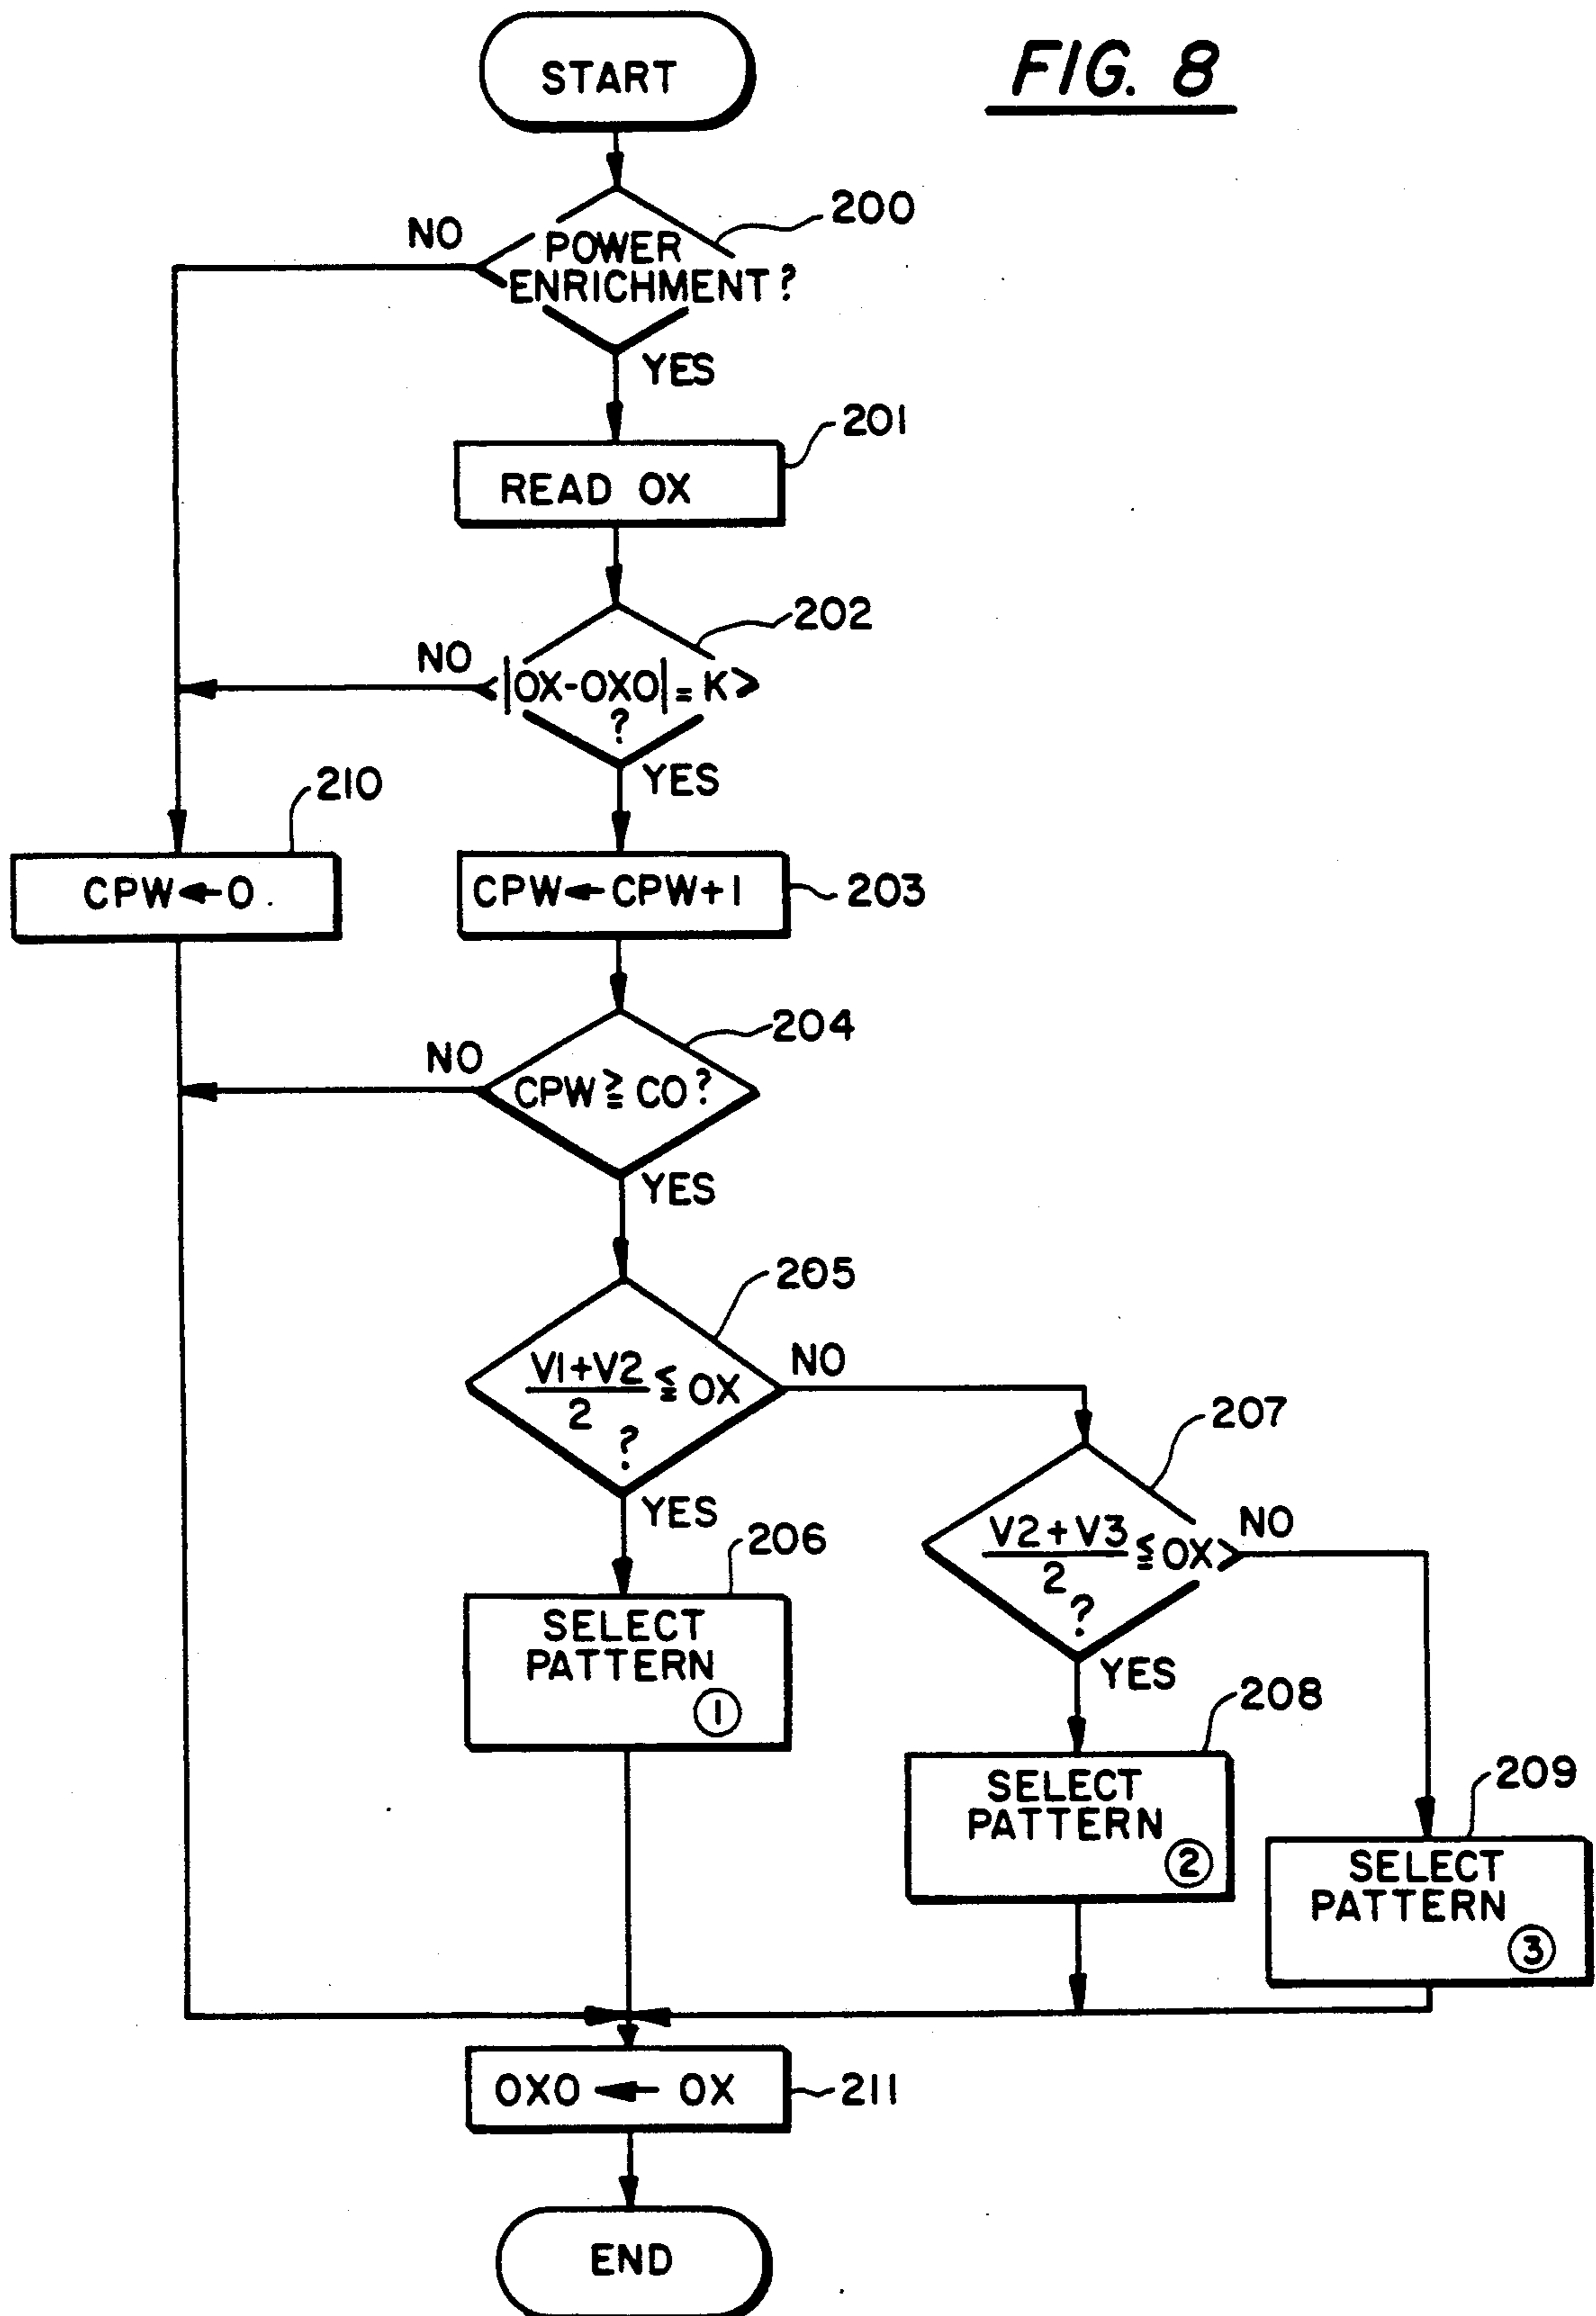 FIG. 8
START
200
NO
POWER
ENRICHMENT?
YES
201
READ OX
202
NO
|OX-OXO| = K
?
YES
210
CPW←O
CPW←CPW+1
203
204
NO
CPW ≧ CO?
YES
205
V1+V2
2
≦ OX
?
NO
YES
207
V2+V3
2
≦ OX
?
NO
YES
206
SELECT
PATTERN
①
208
SELECT
PATTERN
②
209
SELECT
PATTERN
③
OXO ← OX
211
END